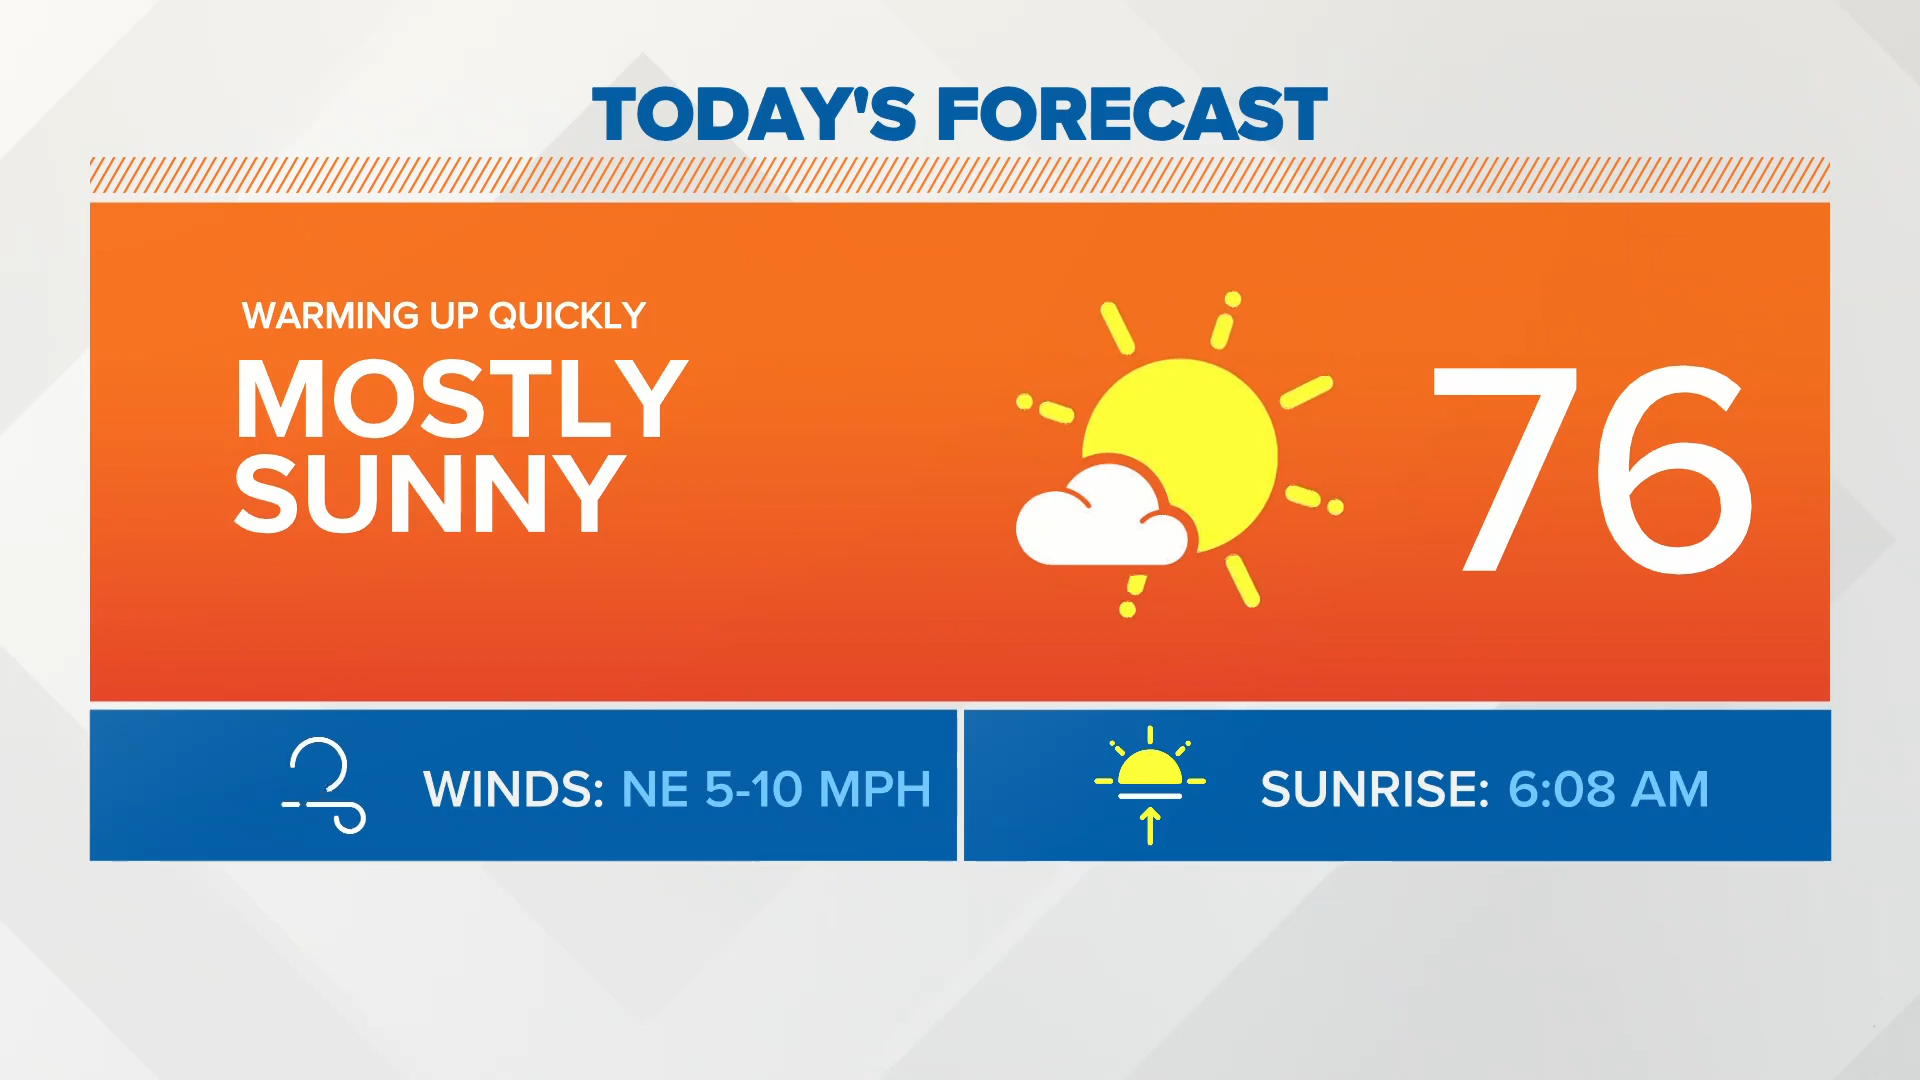 TODAY'S FORECAST
WARMING UP QUICKLY
MOSTLY
SUNNY
76
WINDS: NE 5-10 MPH
SUNRISE: 6:08 AM